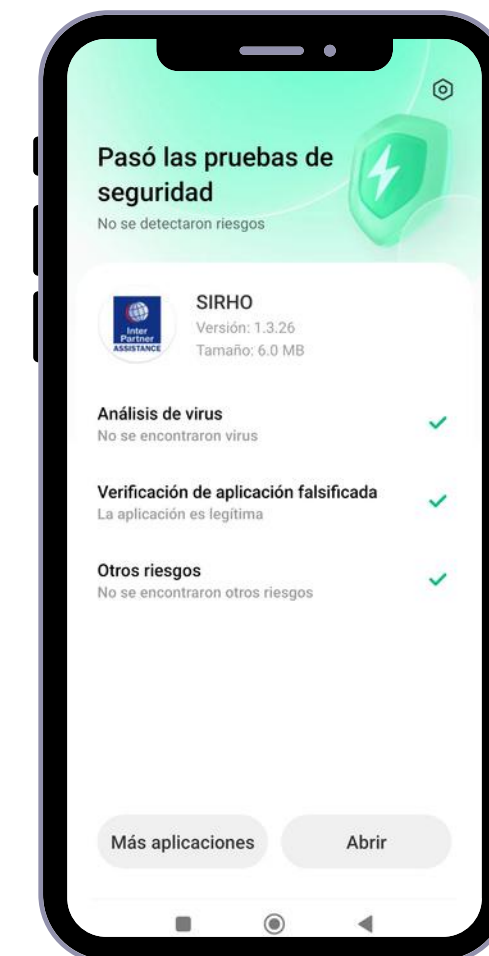 Pasó las pruebas de
seguridad
No se detectaron riesgos
Inter
Partner
ASSISTANCE
SIRHO
Versión: 1.3.26
Tamaño: 6.0 MB
Análisis de virus
No se encontraron virus
Verificación de aplicación falsificada
La aplicación es legítima
Otros riesgos
No se encontraron otros riesgos
Más aplicaciones
Abrir